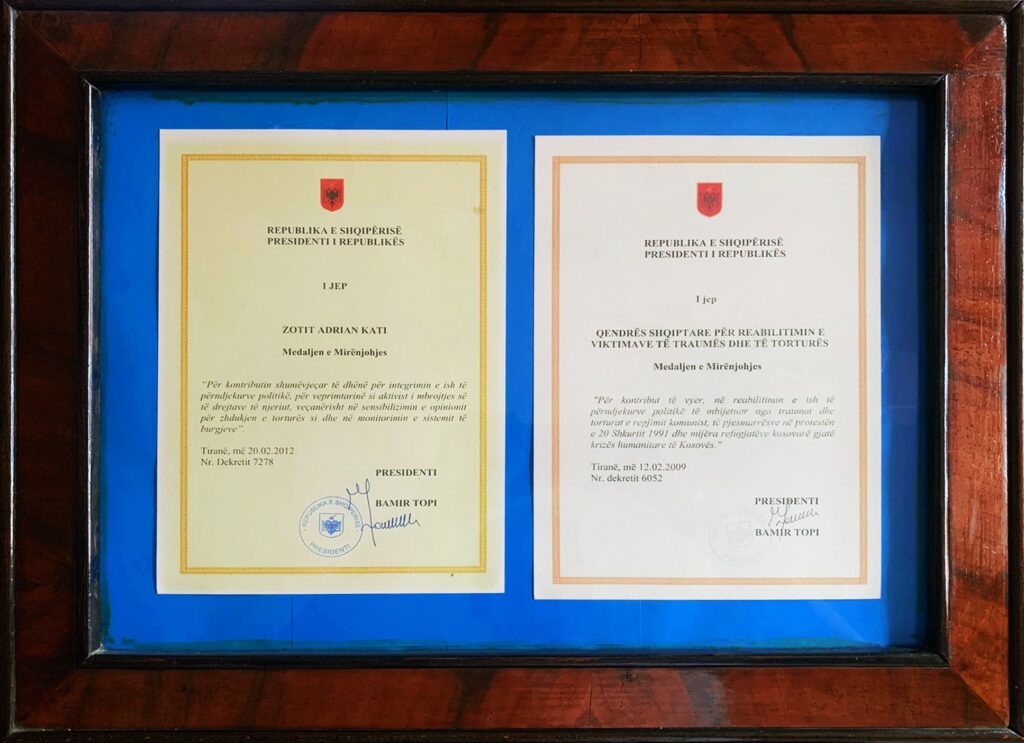 REPUBLIKA E SHQIPËRISË
PRESIDENTI I REPUBLIKËS
I JEP
ZOTIT ADRIAN KATI
Medaljen e Mirënjohjes
"Për kontributin shumëvjeçar të dhënë për integrimin e ish të
përndjekurve politikë, për veprimtarinë si aktivist i mbrojtjes së
të drejtave të njeriut, veçanërisht në sensibilizimin e opinionit
për zhdukjen e torturës si dhe në monitorimin e sistemit të
burgjeve".
Tiranë, më 20.02.2012
Nr. Dekretit 7278
PRESIDENTI
BAMIR TOPI
REPUBLIKA E SHQIPËRISË
PRESIDENTI
REPUBLIKA E SHQIPËRISË
PRESIDENTI I REPUBLIKËS
I jep
QENDRËS SHQIPTARE PËR REABILITIMIN E
VIKTIMAVE TË TRAUMËS DHE TË TORTURËS
Medaljen e Mirënjohjes
"Për kontribut të vyer, në reabilitimin e ish të
përndjekurve politikë të mbijetuar nga traumat dhe
torturat e regjimit komunist, të pjesmarrësve në protestën
e 20 Shkurtit 1991 dhe mijëra refugjatëve kosovarë gjatë
krizës humanitare të Kosovës."
Tiranë, më 12.02.2009
Nr. dekretit 6052
PRESIDENTI
BAMIR TOPI